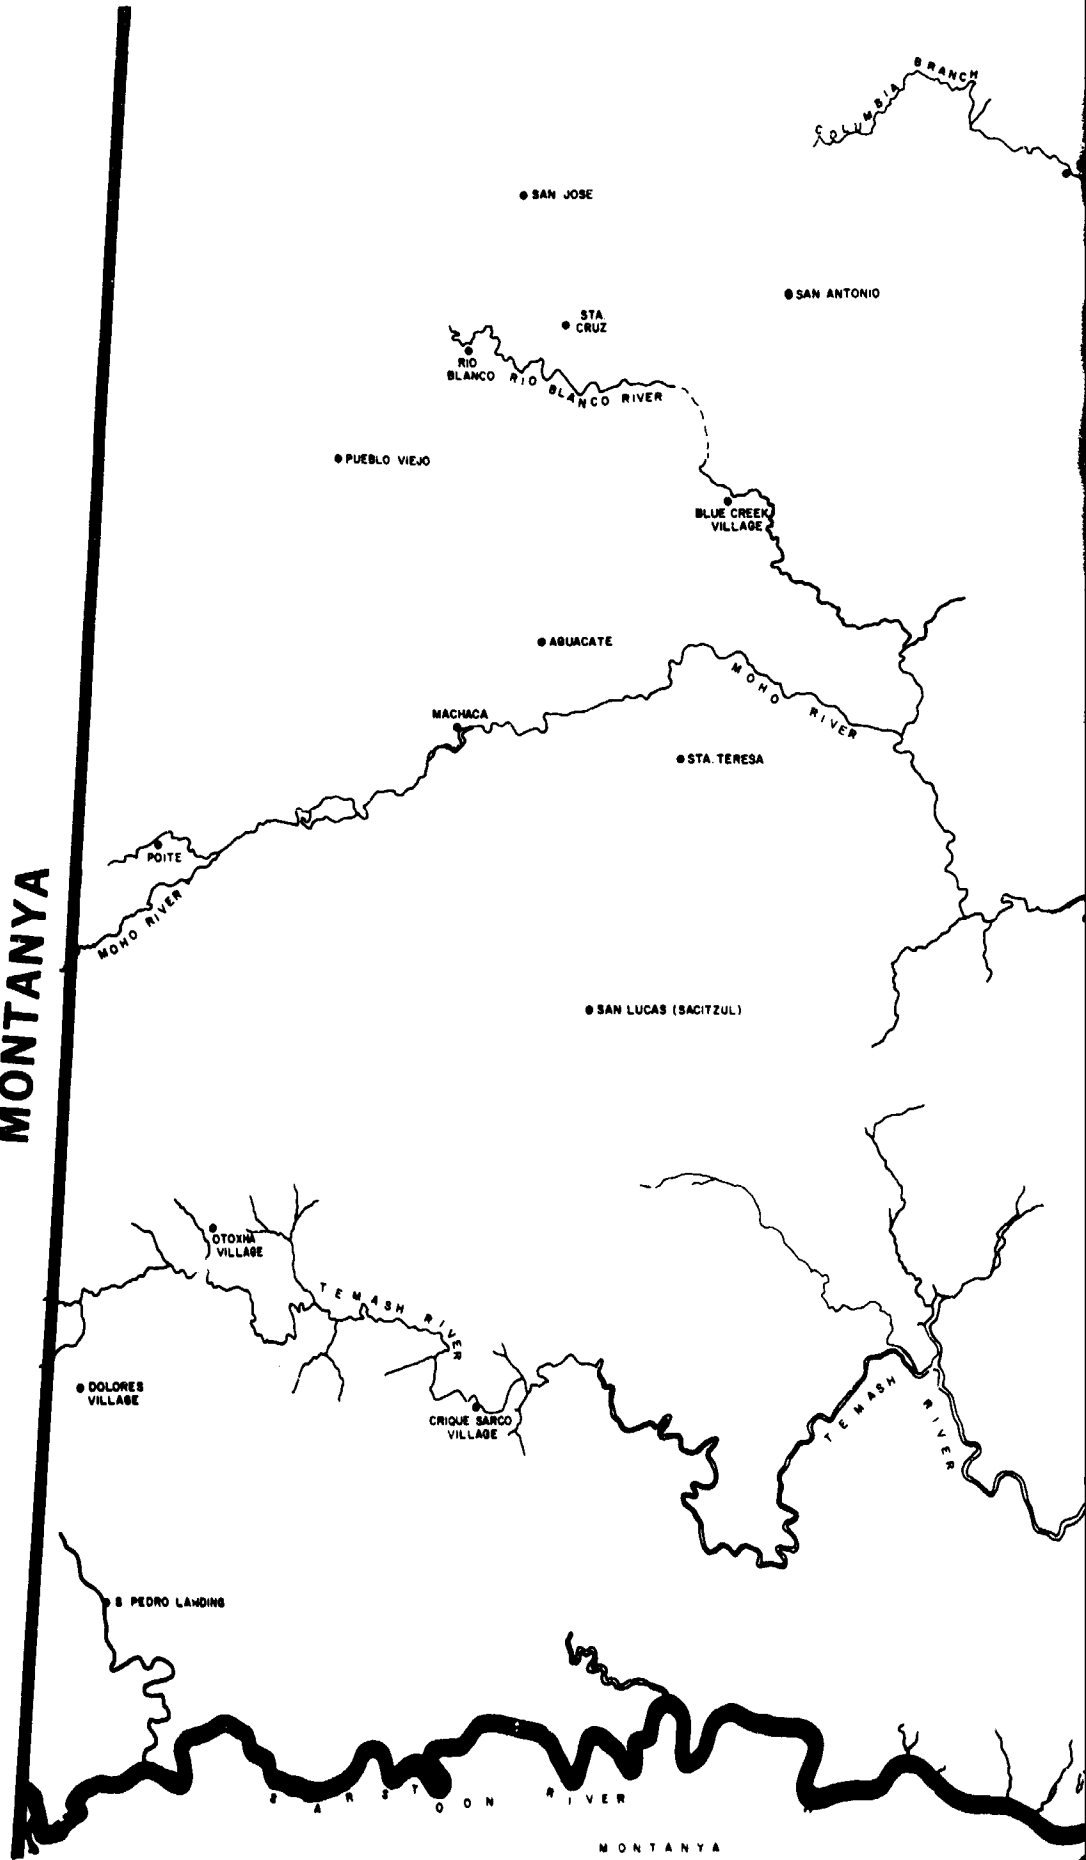 COLUMBIA BRANCH
SAN JOSE
SAN ANTONIO
STA.
CRUZ
RIO
BLANCO
RIO BLANCO RIVER
PUEBLO VIEJO
BLUE CREEK
VILLAGE
AGUACATE
MOHO RIVER
MACHACA
STA. TERESA
POITE
MOHO RIVER
MONTANYA
SAN LUCAS (SACITZUL)
OTOXHA
VILLAGE
TEMASH RIVER
DOLORES
VILLAGE
CRIQUE SARCO
VILLAGE
TEMASH RIVER
S. PEDRO LANDING
SARSTOON RIVER
MONTANYA